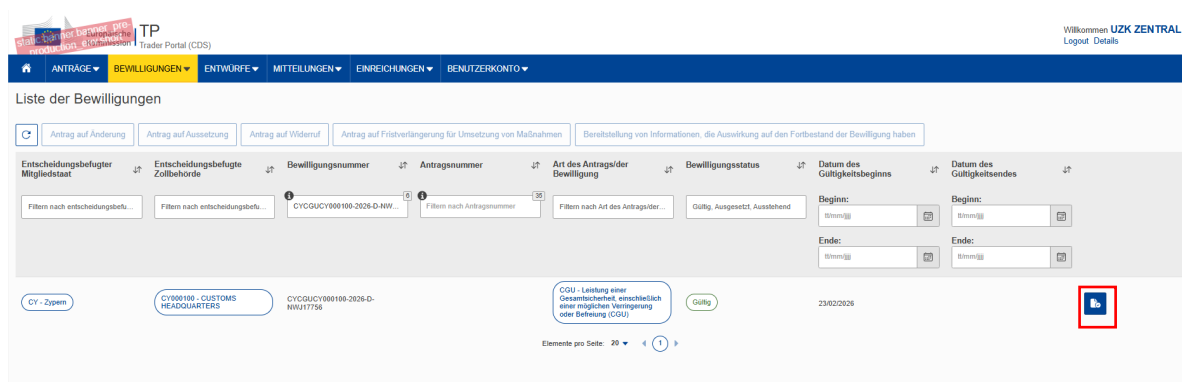 static banner banner_pre-
production_env short
Europäische
Kommission
TP
Trader Portal (CDS)
Willkommen UZK ZENTRAL
Logout Details
ANTRÄGE
BEWILLIGUNGEN
ENTWÜRFE
MITTEILUNGEN
EINREICHUNGEN
BENUTZERKONTO
Liste der Bewilligungen
Antrag auf Änderung
Antrag auf Aussetzung
Antrag auf Widerruf
Antrag auf Fristverlängerung für Umsetzung von Maßnahmen
Bereitstellung von Informationen, die Auswirkung auf den Fortbestand der Bewilligung haben
Entscheidungsbefugter
Mitgliedstaat
Entscheidungsbefugte
Zollbehörde
Bewilligungsnummer
Antragsnummer
Art des Antrags/der
Bewilligung
Bewilligungsstatus
Datum des
Gültigkeitsbeginns
Datum des
Gültigkeitsendes
Filtern nach entscheidungsbefu...
Filtern nach entscheidungsbefu...
6
CYCGUCY000100-2026-D-NW...
35
Filtern nach Antragsnummer
Filtern nach Art des Antrags/der...
Gültig, Ausgesetzt, Ausstehend
Beginn:
tt/mm/jjjj
Beginn:
tt/mm/jjjj
Ende:
tt/mm/jjjj
Ende:
tt/mm/jjjj
CY - Zypern
CY000100 - CUSTOMS
HEADQUARTERS
CYCGUCY000100-2026-D-
NWJ17756
CGU - Leistung einer
Gesamtsicherheit, einschließlich
einer möglichen Verringerung
oder Befreiung (CGU)
Gültig
23/02/2026
Elemente pro Seite: 20
1